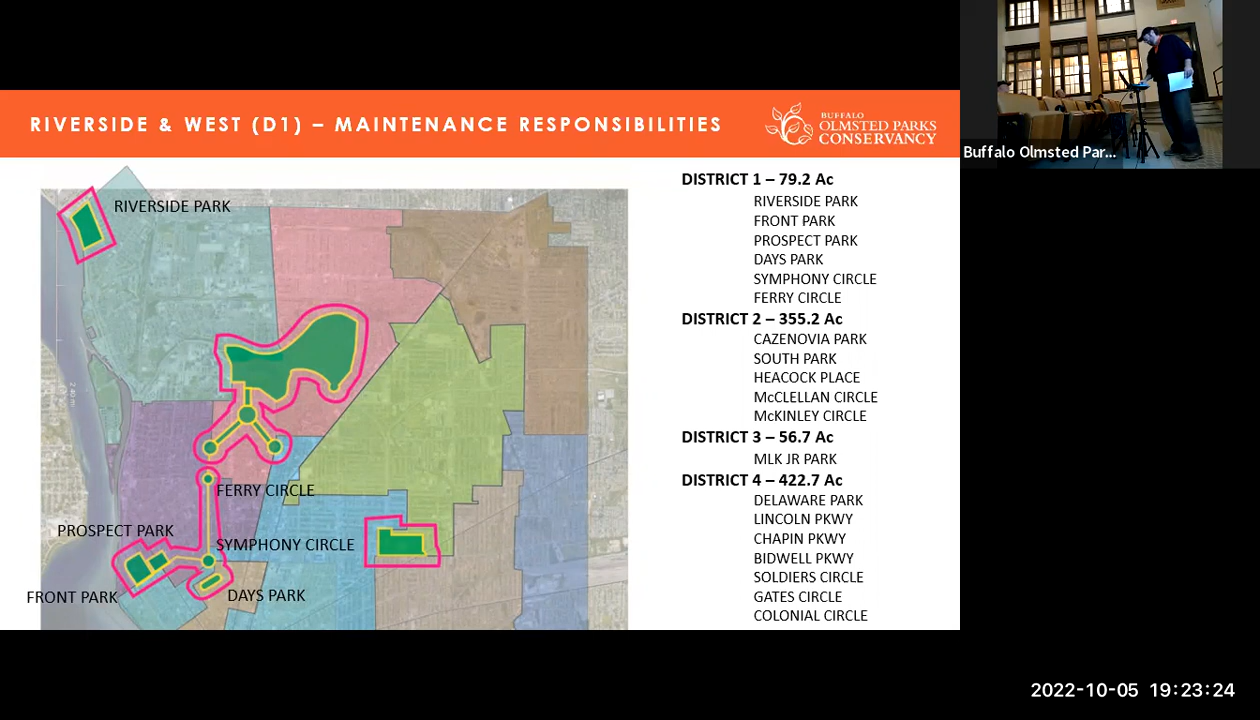 RIVERSIDE & WEST (D1) – MAINTENANCE RESPONSIBILITIES
BUFFALO
OLMSTED PARKS
CONSERVANCY
Buffalo Olmsted Par...
RIVERSIDE PARK
FERRY CIRCLE
PROSPECT PARK
SYMPHONY CIRCLE
FRONT PARK
DAYS PARK
DISTRICT 1 – 79.2 Ac
RIVERSIDE PARK
FRONT PARK
PROSPECT PARK
DAYS PARK
SYMPHONY CIRCLE
FERRY CIRCLE
DISTRICT 2 – 355.2 Ac
CAZENOVIA PARK
SOUTH PARK
HEACOCK PLACE
McCLELLAN CIRCLE
McKINLEY CIRCLE
DISTRICT 3 – 56.7 Ac
MLK JR PARK
DISTRICT 4 – 422.7 Ac
DELAWARE PARK
LINCOLN PKWY
CHAPIN PKWY
BIDWELL PKWY
SOLDIERS CIRCLE
GATES CIRCLE
COLONIAL CIRCLE
2022-10-05 19:23:24